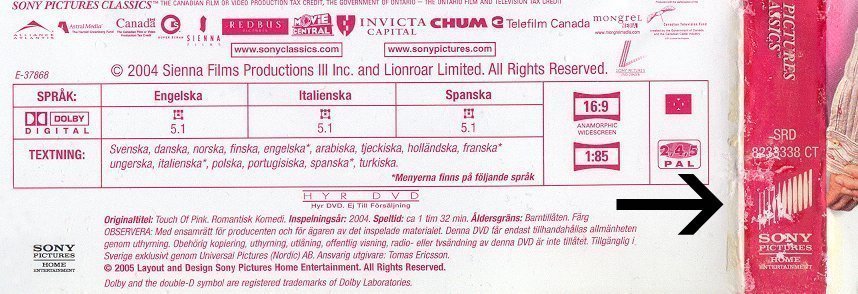 SONY PICTURES CLASSICS™ THE CANADIAN FILM OR VIDEO PRODUCTION TAX CREDIT, THE GOVERNMENT OF ONTARIO – THE ONTARIO FILM AND TELEVISION TAX CREDIT
ALLIANCE ATLANTIS
Astral Media
Canada
SIENNA FILMS
REDBUS
MOVIE CENTRAL
INVICTA CAPITAL
CHUM
Telefilm Canada
mongrel
www.mongrelmedia.com
www.sonyclassics.com
www.sonypictures.com
E-37868
© 2004 Sienna Films Productions III Inc. and Lionroar Limited. All Rights Reserved.
SPRÅK: Engelska Italienska Spanska
DOLBY DIGITAL 5.1 5.1 5.1
TEXTNING: Svenska, danska, norska, finska, engelska*, arabiska, tjeckiska, holländska, franska*
ungerska, italienska*, polska, portugisiska, spanska*, turkiska.
*Menyerna finns på följande språk
16:9
ANAMORPHIC
WIDESCREEN
1:85
2,4,5
PAL
HYR DVD
Hyr DVD. Ej Till Försäljning
Originaltitel: Touch Of Pink. Romantisk Komedi. Inspelningsår: 2004. Speltid: ca 1 tim 32 min. Åldersgräns: Barntillåten. Färg
OBSERVERA: Med ensamrätt för producenten och för ägaren av det inspelade materialet. Denna DVD får endast tillhandahållas allmänheten
genom uthyrning. Obehörig kopiering, uthyrning, utlåning, offentlig visning, radio- eller tvsändning av denna DVD är inte tillåtet. Tillgänglig i
Sverige exklusivt genom Universal Pictures (Nordic) AB. Ansvarig utgivare: Tomas Ericsson.
© 2005 Layout and Design Sony Pictures Home Entertainment. All Rights Reserved.
Dolby and the double-D symbol are registered trademarks of Dolby Laboratories.
SONY
PICTURES
HOME
ENTERTAINMENT
PICTURES
CLASSICS™
SRD
CT
SONY
PICTURES
HOME
ENTERTAINMENT